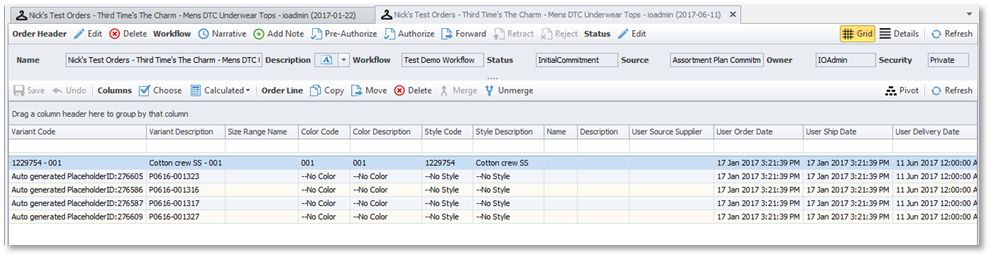 Nick's Test Orders - Third Time's The Charm - Mens DTC Underwear Tops - ioadmin (2017-01-22) Nick's Test Orders - Third Time's The Charm - Mens DTC Underwear Tops - ioadmin (2017-06-11)
Order Header Edit Delete Workflow Narrative Add Note Pre-Authorize Authorize Forward Retract Reject Status Edit Grid Details Refresh
Name Nick's Test Orders - Third Time's The Charm - Mens DTC Description A Workflow Test Demo Workflow Status InitialCommitment Source Assortment Plan Commitm Owner IOAdmin Security Private
Save Undo Columns Choose Calculated Order Line Copy Move Delete Merge Unmerge Pivot Refresh
Drag a column header here to group by that column
Variant Code Variant Description Size Range Name Color Code Color Description Style Code Style Description Name Description User Source Supplier User Order Date User Ship Date User Delivery Date
1229754 - 001 Cotton crew SS - 001 001 001 1229754 Cotton crew SS 17 Jan 2017 3:21:39 PM 17 Jan 2017 3:21:39 PM 11 Jun 2017 12:00:00 A
Auto generated PlaceholderID:276605 P0616-001323 --No Color --No Color --No Style --No Style 17 Jan 2017 3:21:39 PM 17 Jan 2017 3:21:39 PM 11 Jun 2017 12:00:00 A
Auto generated PlaceholderID:276586 P0616-001316 --No Color --No Color --No Style --No Style 17 Jan 2017 3:21:39 PM 17 Jan 2017 3:21:39 PM 11 Jun 2017 12:00:00 A
Auto generated PlaceholderID:276587 P0616-001317 --No Color --No Color --No Style --No Style 17 Jan 2017 3:21:39 PM 17 Jan 2017 3:21:39 PM 11 Jun 2017 12:00:00 A
Auto generated PlaceholderID:276609 P0616-001327 --No Color --No Color --No Style --No Style 17 Jan 2017 3:21:39 PM 17 Jan 2017 3:21:39 PM 11 Jun 2017 12:00:00 A